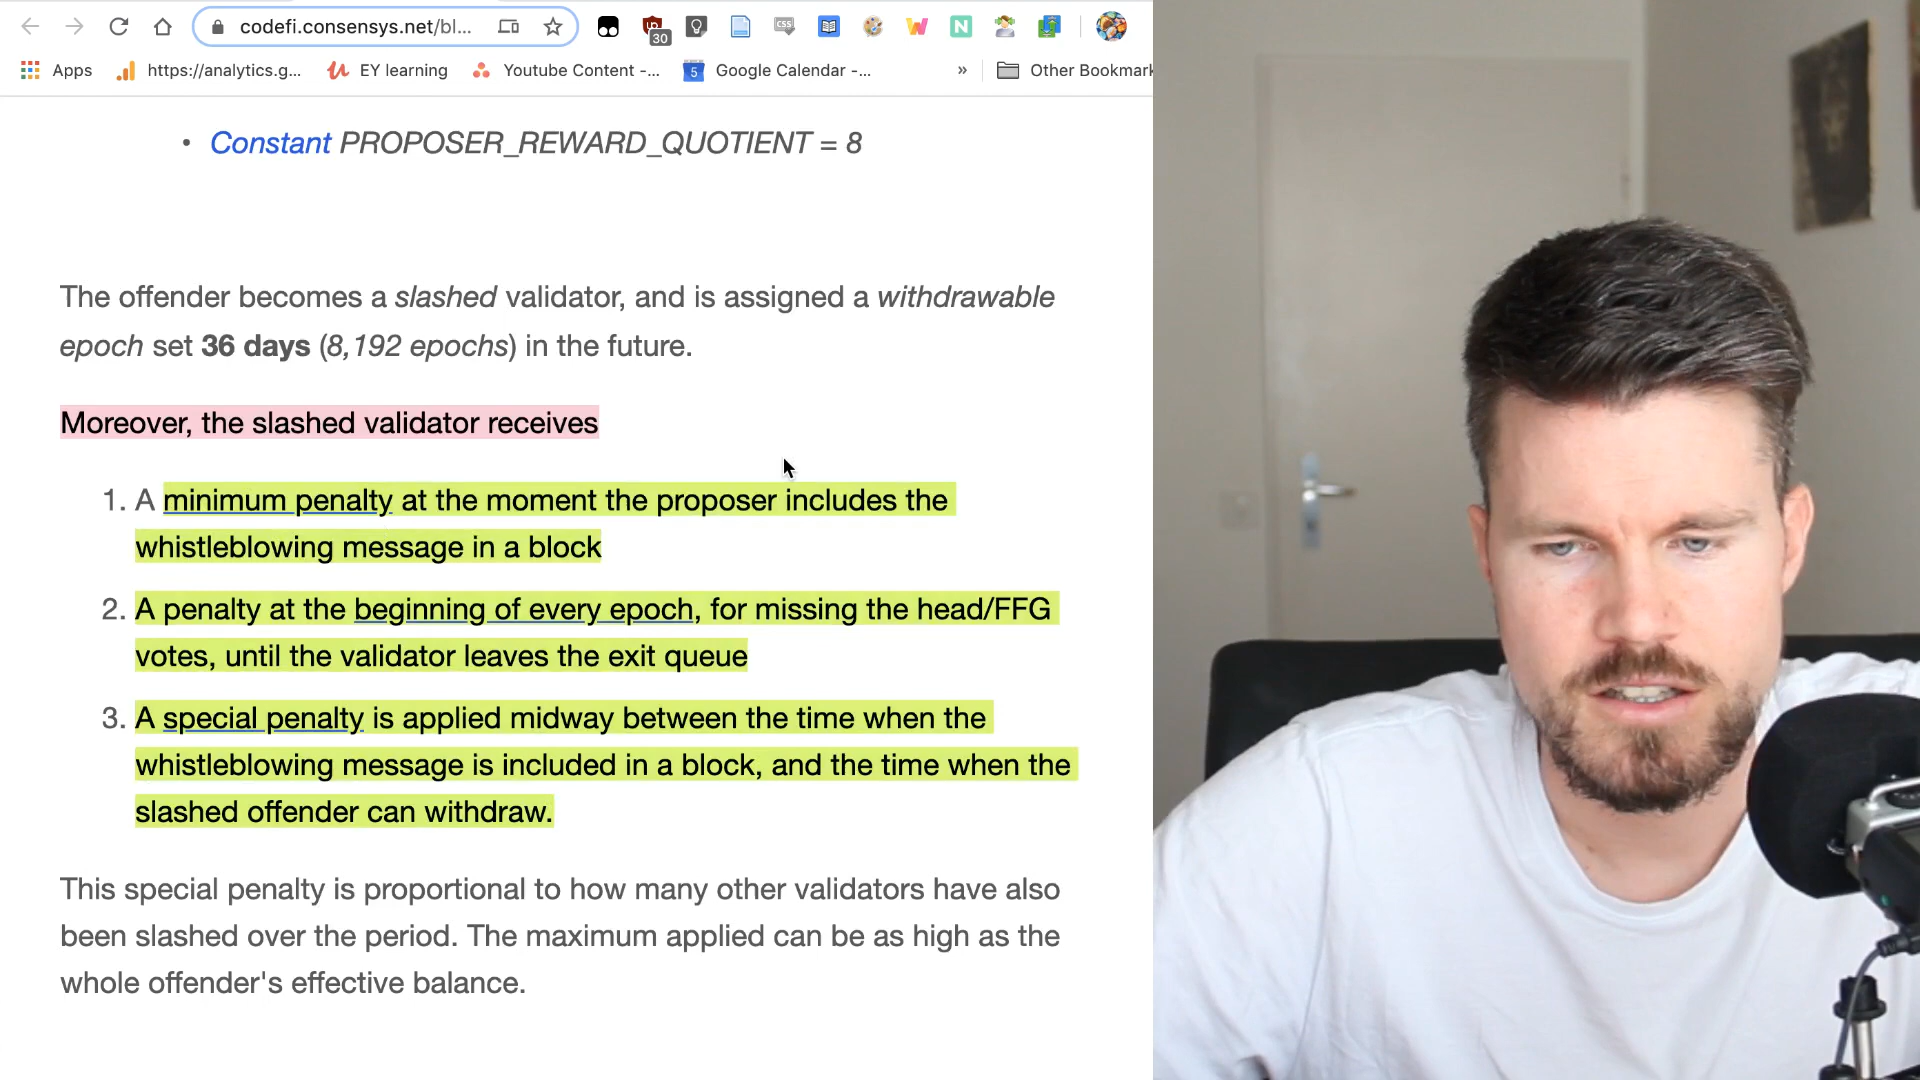 codefi.consensys.net/bl...
30
Apps
https://analytics.g...
EY learning
Youtube Content -...
5
Google Calendar -...
»
Other Bookmark
• Constant PROPOSER_REWARD_QUOTIENT = 8
The offender becomes a slashed validator, and is assigned a withdrawable
epoch set 36 days (8,192 epochs) in the future.
Moreover, the slashed validator receives
1. A minimum penalty at the moment the proposer includes the
whistleblowing message in a block
2. A penalty at the beginning of every epoch, for missing the head/FFG
votes, until the validator leaves the exit queue
3. A special penalty is applied midway between the time when the
whistleblowing message is included in a block, and the time when the
slashed offender can withdraw.
This special penalty is proportional to how many other validators have also
been slashed over the period. The maximum applied can be as high as the
whole offender's effective balance.